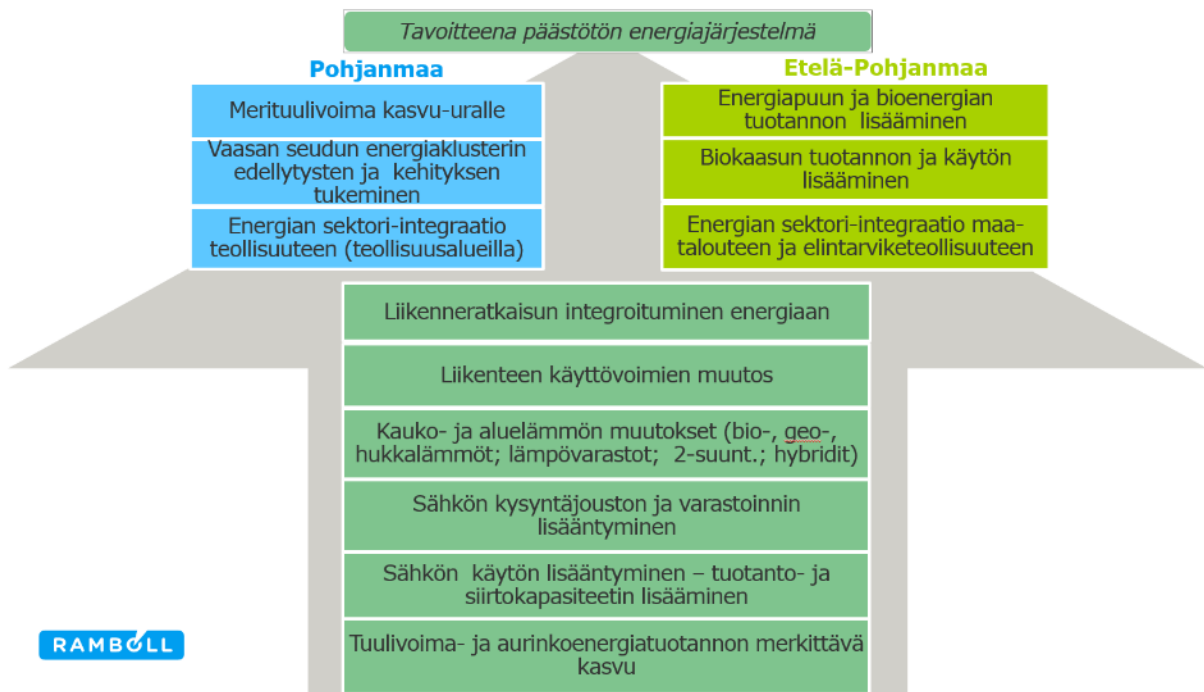 Tavoitteena päästötön energiajärjestelmä
Pohjanmaa
Merituulivoima kasvu-uralle
Vaasan seudun energiaklusterin
edellytysten ja kehityksen
tukeminen
Energian sektori-integraatio
teollisuuteen (teollisuusalueilla)
Etelä-Pohjanmaa
Energiapuun ja bioenergian
tuotannon lisääminen
Biokaasun tuotannon ja käytön
lisääminen
Energian sektori-integraatio maa-
talouteen ja elintarviketeollisuuteen
Liikenneratkaisun integroituminen energiaan
Liikenteen käyttövoimien muutos
Kauko- ja aluelämmön muutokset (bio-, geo-,
hukkalämmöt; lämpövarastot; 2-suunt.; hybridit)
Sähkön kysyntäjouston ja varastoinnin
lisääntyminen
Sähkön käytön lisääntyminen – tuotanto- ja
siirtokapasiteetin lisääminen
Tuulivoima- ja aurinkoenergiatuotannon merkittävä
kasvu
RAMBOLL